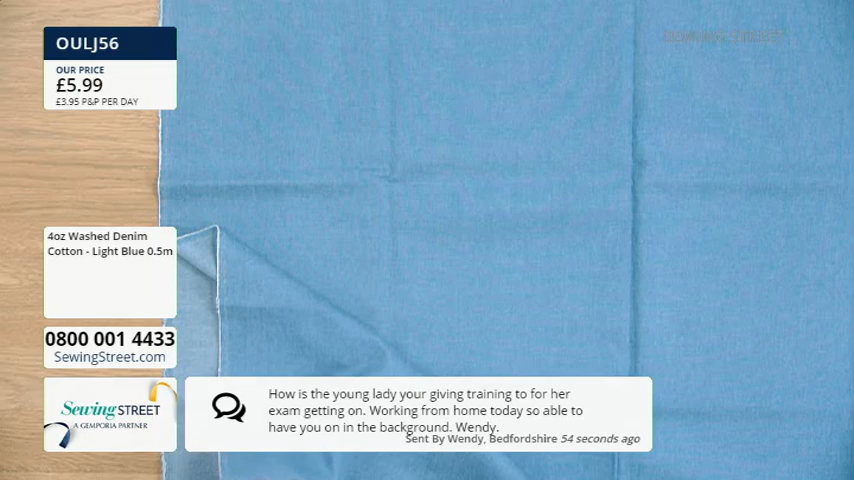 OULJ56
OUR PRICE
£5.99
£3.95 P&P PER DAY
4oz Washed Denim
Cotton - Light Blue 0.5m
0800 001 4433
SewingStreet.com
Sewing STREET
A GEMPORIA PARTNER
How is the young lady your giving training to for her
exam getting on. Working from home today so able to
have you on in the background. Wendy.
Sent By Wendy, Bedfordshire 54 seconds ago
SEWING STREET